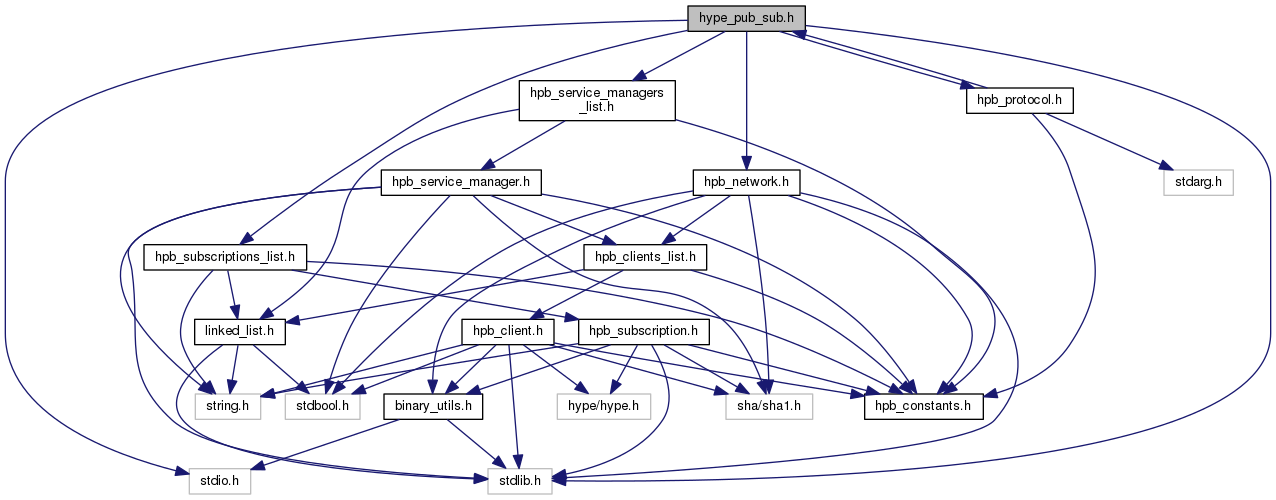 hype_pub_sub.h
hpb_service_managers
_list.h
hpb_protocol.h
hpb_service_manager.h
hpb_network.h
stdarg.h
hpb_subscriptions_list.h
hpb_clients_list.h
linked_list.h
hpb_client.h
hpb_subscription.h
string.h
stdbool.h
binary_utils.h
hype/hype.h
sha/sha1.h
hpb_constants.h
stdio.h
stdlib.h